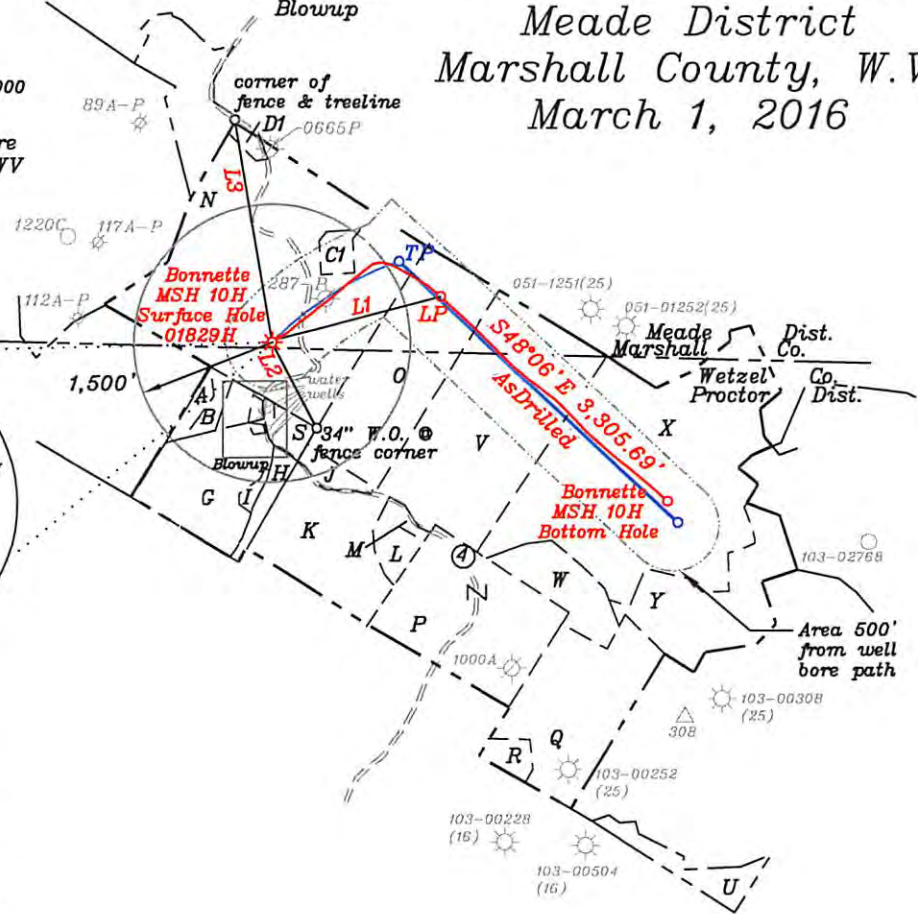 Blowup
Meade District
Marshall County, W.V
March 1, 2016
000
corner of
fence & treeline
89A-P
D1
0665P
re
WV
N
L3
1220C
117A-P
C1
TP
Bonnette
MSH 10H
Surface Hole
01829H
287-P
L1
LP
051-1251(25)
051-01252(25)
112A-P
Meade Dist.
Marshall Co.
Wetzel Co.
Proctor Dist.
S48°06'E 3,305.69'
AsDrilled
1,500'
L2
water
wells
O
A
B
S
34" W.O. @
fence corner
V
X
Blowup
H
J
G
I
Bonnette
MSH 10H
Bottom Hole
K
M
L
4
W
Y
103-02768
P
Area 500'
from well
bore path
1000A
103-00308
(25)
308
Q
R
103-00252
(25)
103-00228
(16)
103-00504
(16)
U